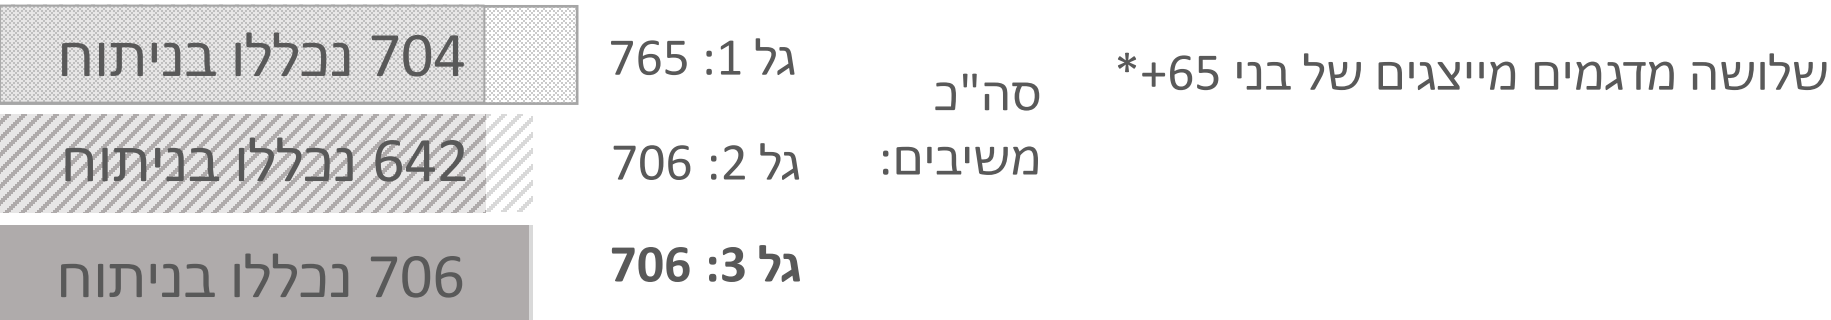 שלושה מדגמים מייצגים של בני 65+*
סה"כ
משיבים:
גל 1: 765
704 נכללו בניתוח
גל 2: 706
642 נכללו בניתוח
גל 3: 706
706 נכללו בניתוח